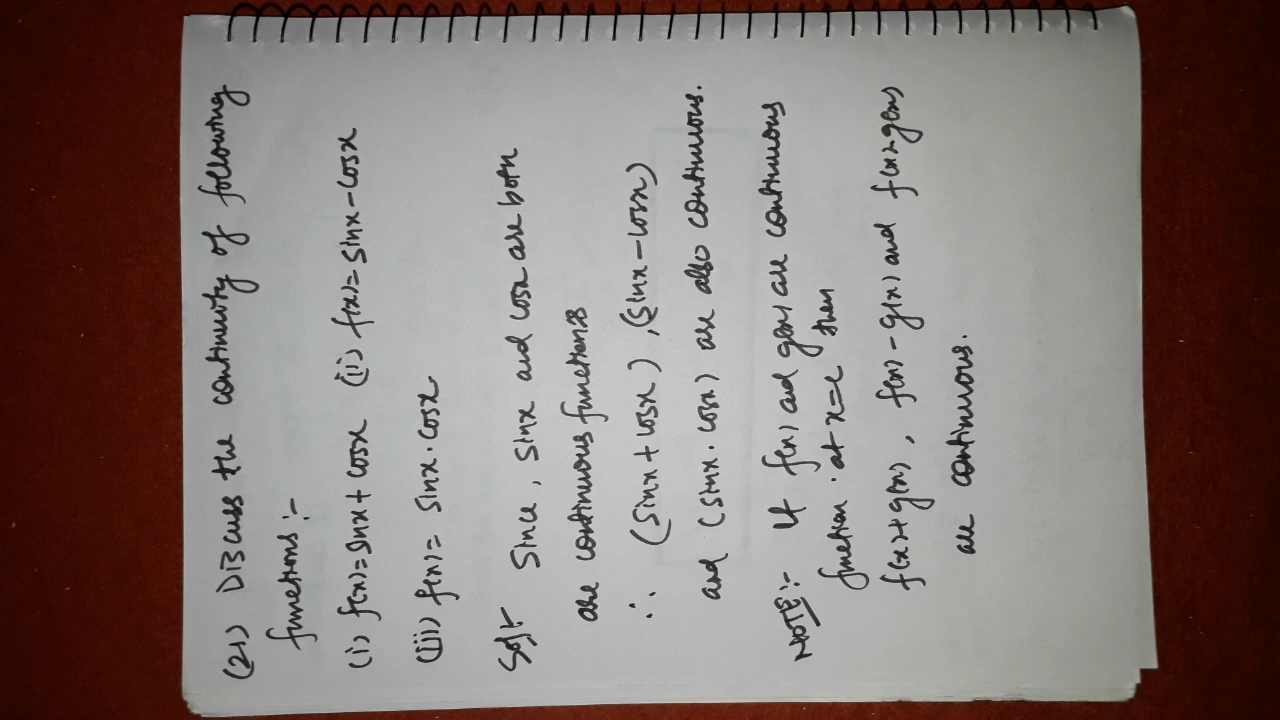 (21) Discuss the continuity of following
functions :-
(i) f(x) = sinx + cosx (ii) f(x) = sinx - cosx
(iii) f(x) = sinx . cosx
Sol:- Since, sinx and cosx are both
are continuous functions
∴ (sinx + cosx) , (sinx - cosx)
and (sinx . cosx) are also continuous.
NOTE:- If f(x) and g(x) are continuous
function . at x=c then
f(x)+g(x) , f(x) - g(x) and f(x) g(x)
are continuous.